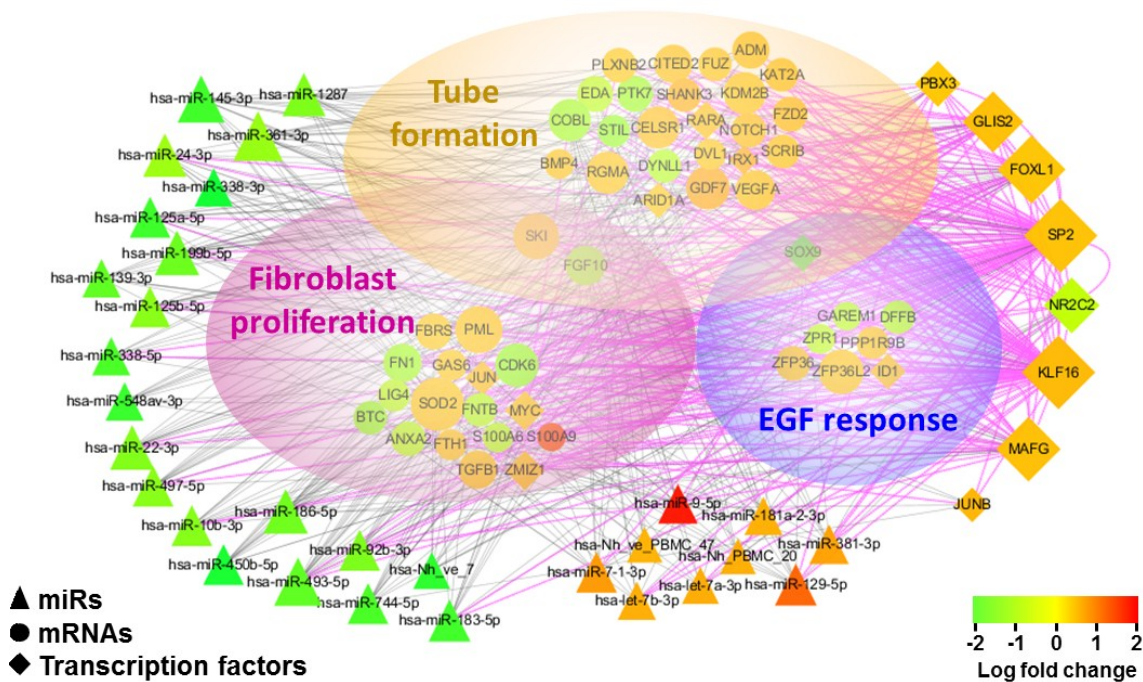 ADM
PLXNB2 CITED2 FUZ
KAT2A
PBX3
Tube
formation
EDA PTK7 SHANK3 KDM2B
hsa-miR-145-3p hsa-miR-1287
FZD2
GLIS2
COBL STIL CELSR1 RARA NOTCH1
hsa-miR-361-3p
SCRIB
hsa-miR-24-3p
BMP4 RGMA DYNLL1 DVL1 IRX1
FOXL1
hsa-miR-338-3p
ARID1A GDF7 VEGFA
hsa-miR-125a-5p
SKI
SP2
hsa-miR-199b-5p
FGF10
SOX9
hsa-miR-139-3p
Fibroblast
proliferation
hsa-miR-125b-5p
NR2C2
GAREM1 DFFB
FBRS PML
ZPR1 PPP1R9B
hsa-miR-338-5p
FN1 GAS6 CDK6
ZFP36 ZFP36L2 ID1
KLF16
JUN
LIG4
hsa-miR-548av-3p
BTC SOD2 FNTB MYC
EGF response
hsa-miR-22-3p
ANXA2 FTH1 S100A6 S100A9
MAFG
TGFB1 ZMIZ1
hsa-miR-497-5p
hsa-miR-9-5p
JUNB
hsa-miR-10b-3p
hsa-miR-186-5p
hsa-miR-181a-2-3p
hsa-miR-450b-5p
hsa-miR-92b-3p
hsa-Nh_ve_PBMC_47
hsa-miR-381-3p
hsa-miR-493-5p
hsa-Nh_ve_7
hsa-miR-7-1-3p
hsa-Nh_PBMC_20
hsa-miR-744-5p
hsa-miR-183-5p
hsa-let-7b-3p
hsa-let-7a-3p
hsa-miR-129-5p
miRs
mRNAs
Transcription factors
-2 -1 0 1 2
Log fold change